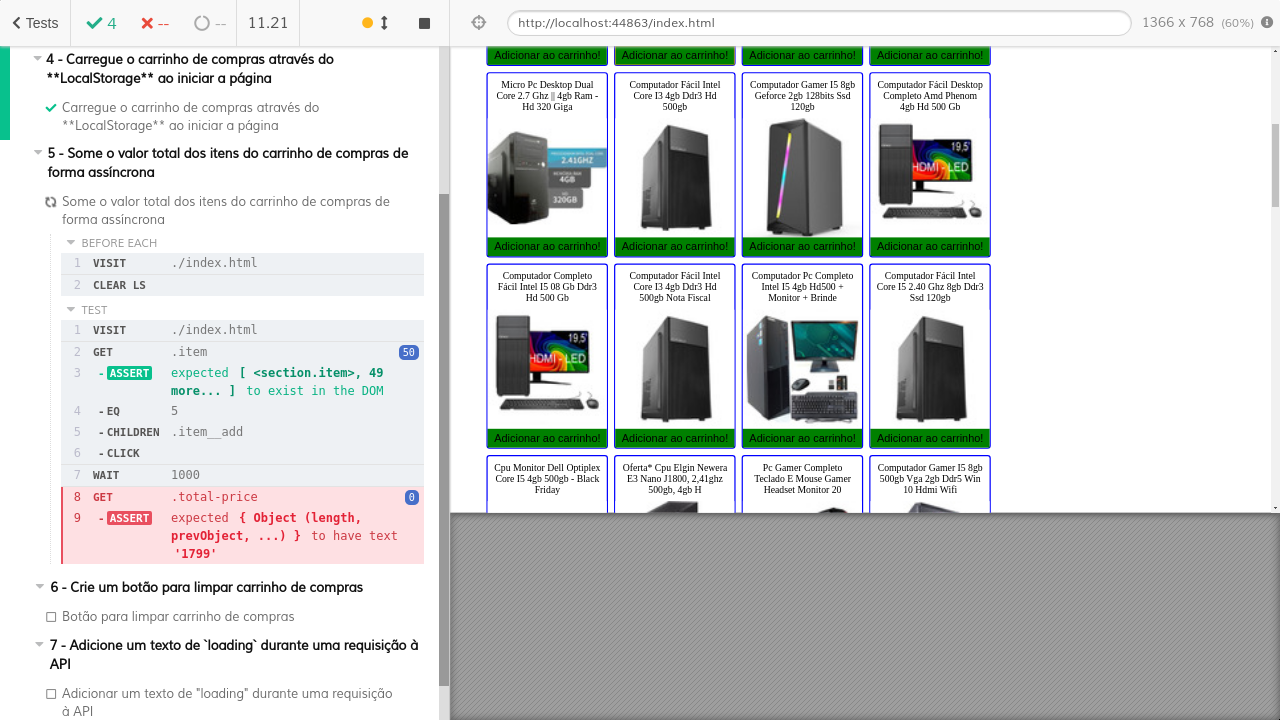 Tests
4
--
--
11.21
http://localhost:44863/index.html
1366 x 768 (60%)
4 - Carregue o carrinho de compras através do
**LocalStorage** ao iniciar a página
Carregue o carrinho de compras através do
**LocalStorage** ao iniciar a página
5 - Some o valor total dos itens do carrinho de compras de
forma assíncrona
Some o valor total dos itens do carrinho de compras de
forma assíncrona
BEFORE EACH
1 VISIT ./index.html
2 CLEAR LS
TEST
1 VISIT ./index.html
2 GET .item 50
3 -ASSERT expected [ <section.item>, 49
more... ] to exist in the DOM
4 -EQ 5
5 -CHILDREN .item__add
6 -CLICK
7 WAIT 1000
8 GET .total-price 0
9 -ASSERT expected { Object (length,
prevObject, ...) } to have text
'1799'
6 - Crie um botão para limpar carrinho de compras
Botão para limpar carrinho de compras
7 - Adicione um texto de `loading` durante uma requisição à
API
Adicionar um texto de "loading" durante uma requisição
à API
Adicionar ao carrinho! Adicionar ao carrinho! Adicionar ao carrinho! Adicionar ao carrinho!
Micro Pc Desktop Dual
Core 2.7 Ghz || 4gb Ram -
Hd 320 Giga
2.41GHZ
4GB
HD
320GB
Adicionar ao carrinho!
Computador Fácil Intel
Core I3 4gb Ddr3 Hd
500gb
Adicionar ao carrinho!
Computador Gamer I5 8gb
Geforce 2gb 128bits Ssd
120gb
Adicionar ao carrinho!
Computador Fácil Desktop
Completo Amd Phenom
4gb Hd 500 Gb
19,5'
HDMI - LED
Adicionar ao carrinho!
Computador Completo
Fácil Intel I5 08 Gb Ddr3
Hd 500 Gb
19,5'
HDMI - LED
Adicionar ao carrinho!
Computador Fácil Intel
Core I3 4gb Ddr3 Hd
500gb Nota Fiscal
Adicionar ao carrinho!
Computador Pc Completo
Intel I5 4gb Hd500 +
Monitor + Brinde
Adicionar ao carrinho!
Computador Fácil Intel
Core I5 2.40 Ghz 8gb Ddr3
Ssd 120gb
Adicionar ao carrinho!
Cpu Monitor Dell Optiplex
Core I5 4gb 500gb - Black
Friday
Oferta* Cpu Elgin Newera
E3 Nano J1800, 2,41ghz
500gb, 4gb H
Pc Gamer Completo
Teclado E Mouse Gamer
Headset Monitor 20
Computador Gamer I5 8gb
500gb Vga 2gb Ddr5 Win
10 Hdmi Wifi